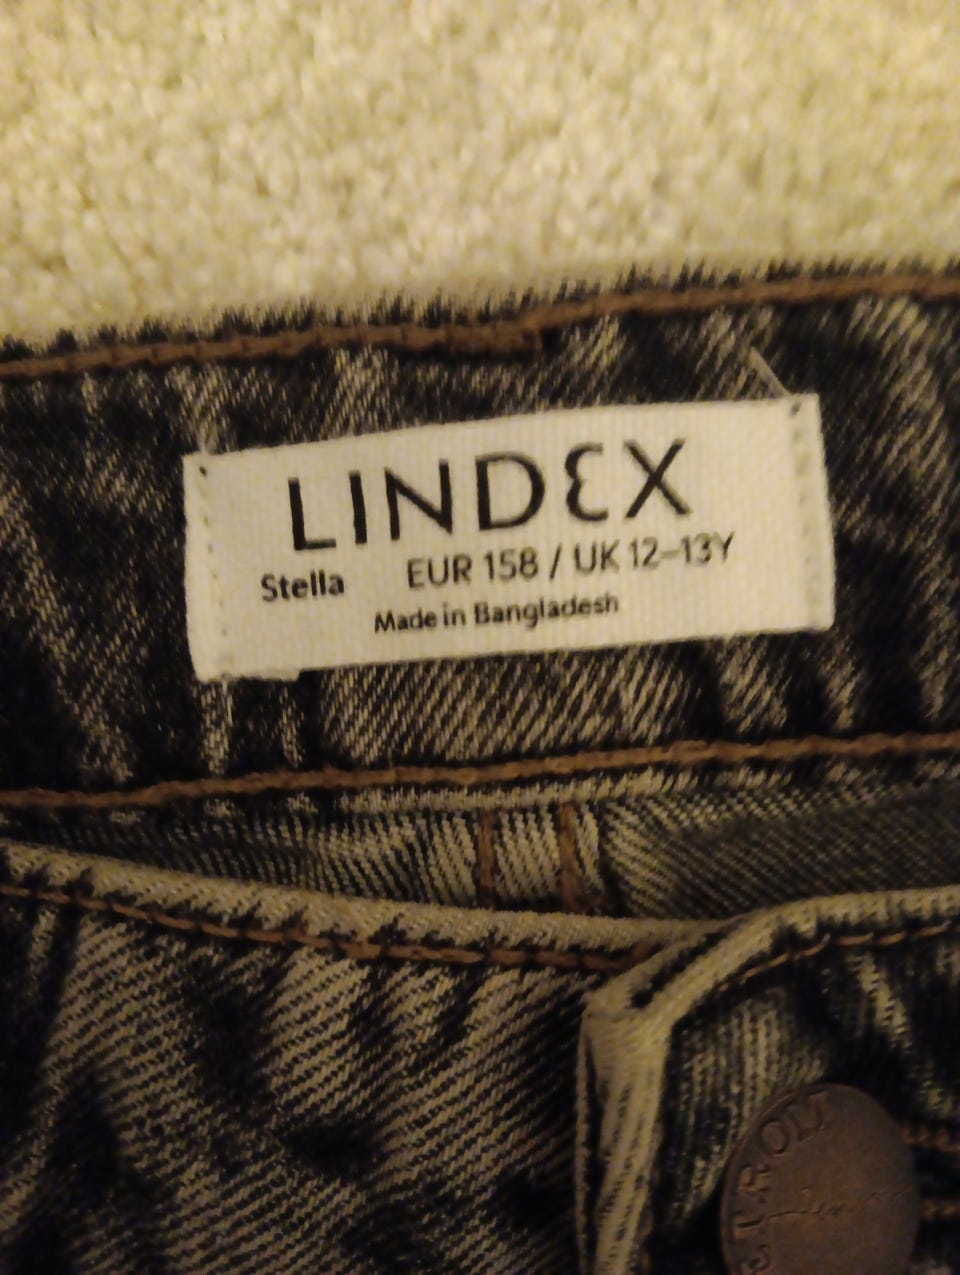 LINDEX
Stella EUR 158 / UK 12–13Y
Made in Bangladesh